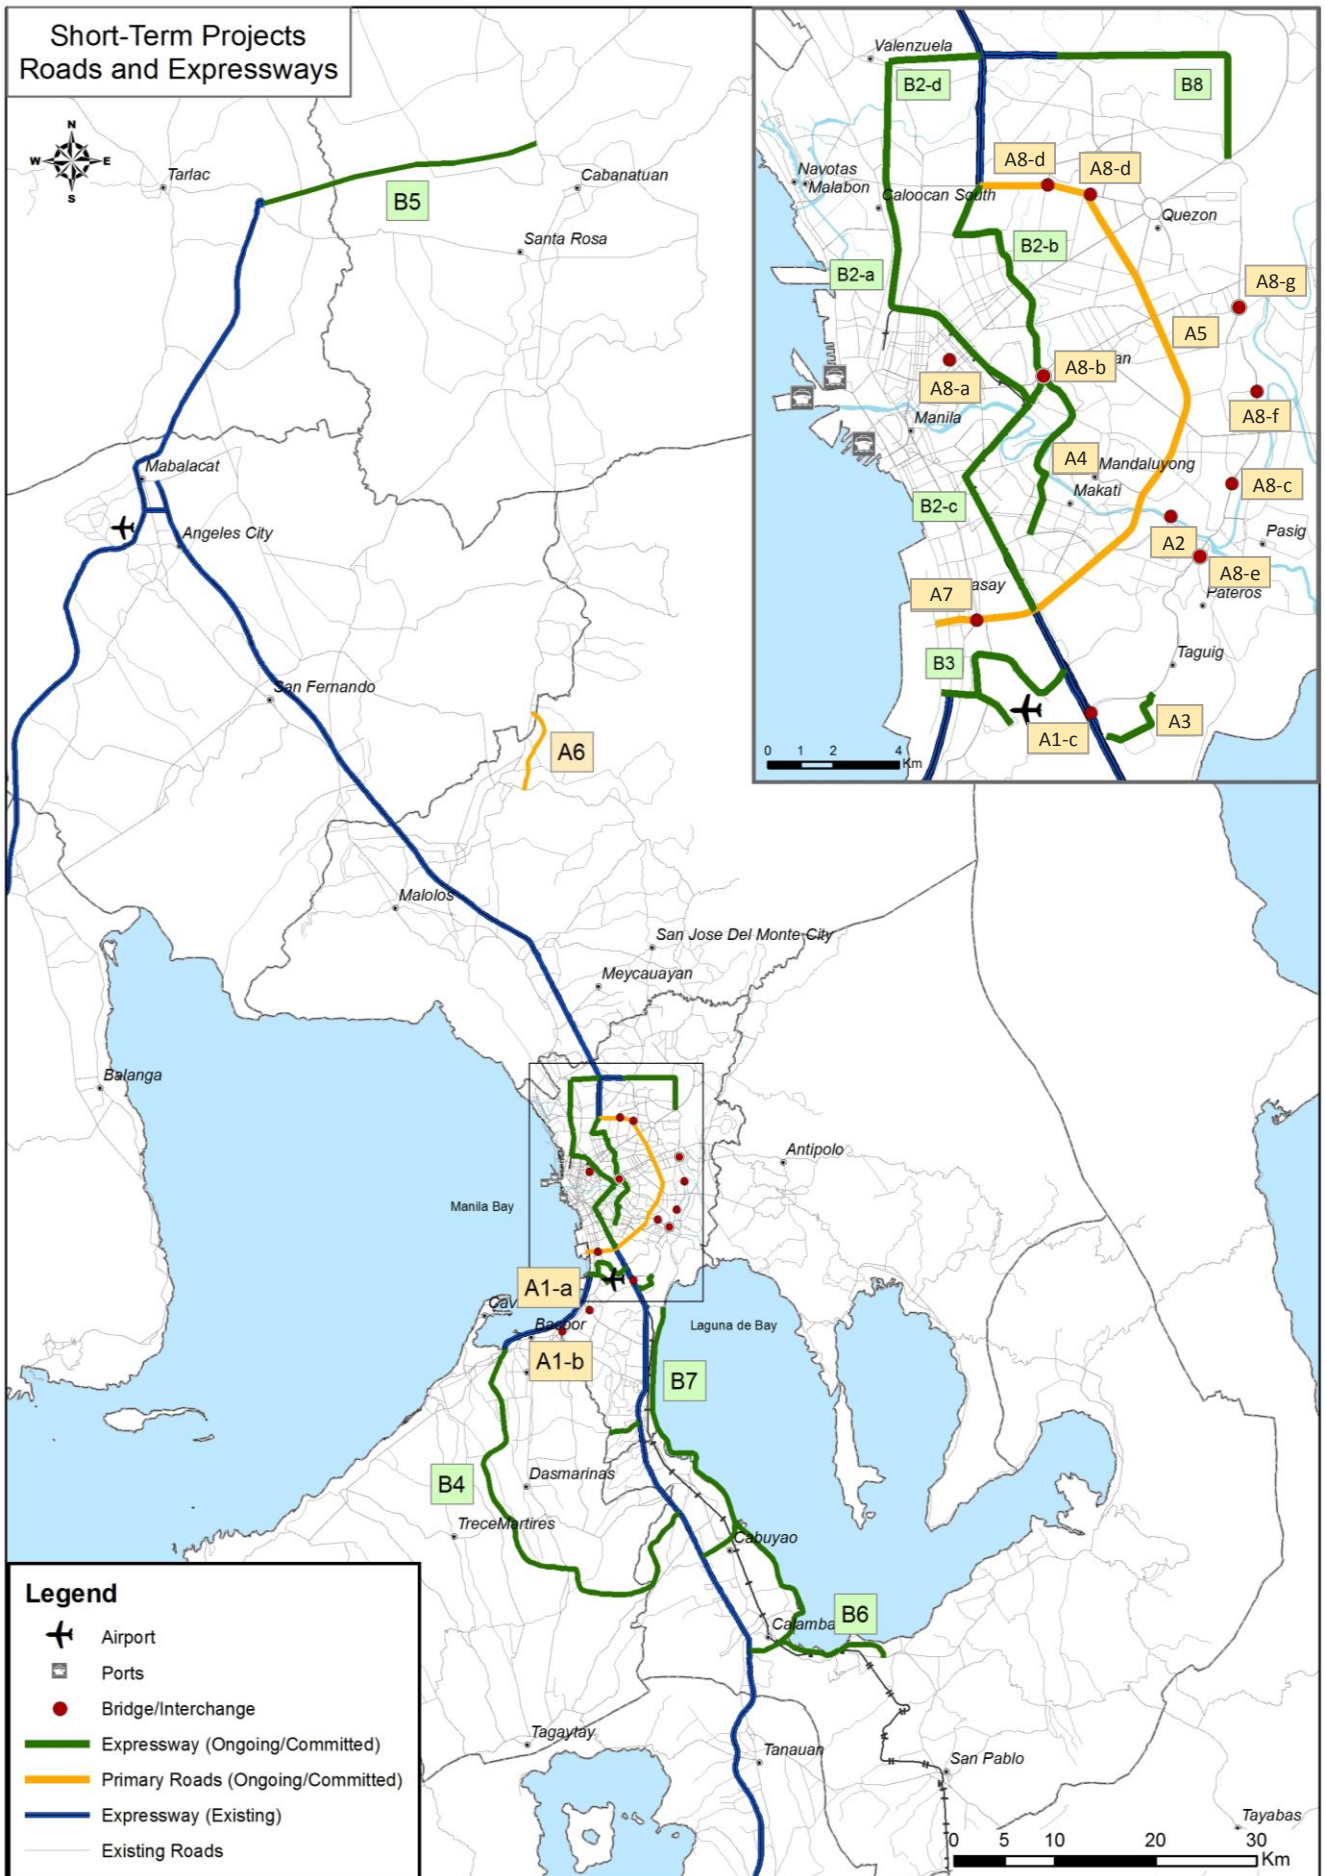 Short-Term Projects
Roads and Expressways
N
W E
S
Tarlac
B5
Cabanatuan
Santa Rosa
Mabalacat
Angeles City
San Fernando
A6
Malolos
San Jose Del Monte City
Meycauayan
Balanga
Antipolo
Manila Bay
A1-a
Cav
Bacoor
A1-b
Laguna de Bay
B7
B4
Dasmarinas
TreceMartires
Cabuyao
Calamba
B6
Tagaytay
Tanauan
San Pablo
Tayabas
0 5 10 20 30
Km
Valenzuela
B2-d
B8
A8-d
A8-d
Navotas
Malabon
Caloocan South
Quezon
B2-b
B2-a
A8-g
A5
A8-a
A8-b
an
A8-f
Manila
A4
Mandaluyong
Makati
A8-c
B2-c
A2
Pasig
A8-e
Pateros
A7
asay
B3
Taguig
A1-c
A3
0 1 2 4
Km
Legend
Airport
Ports
Bridge/Interchange
Expressway (Ongoing/Committed)
Primary Roads (Ongoing/Committed)
Expressway (Existing)
Existing Roads